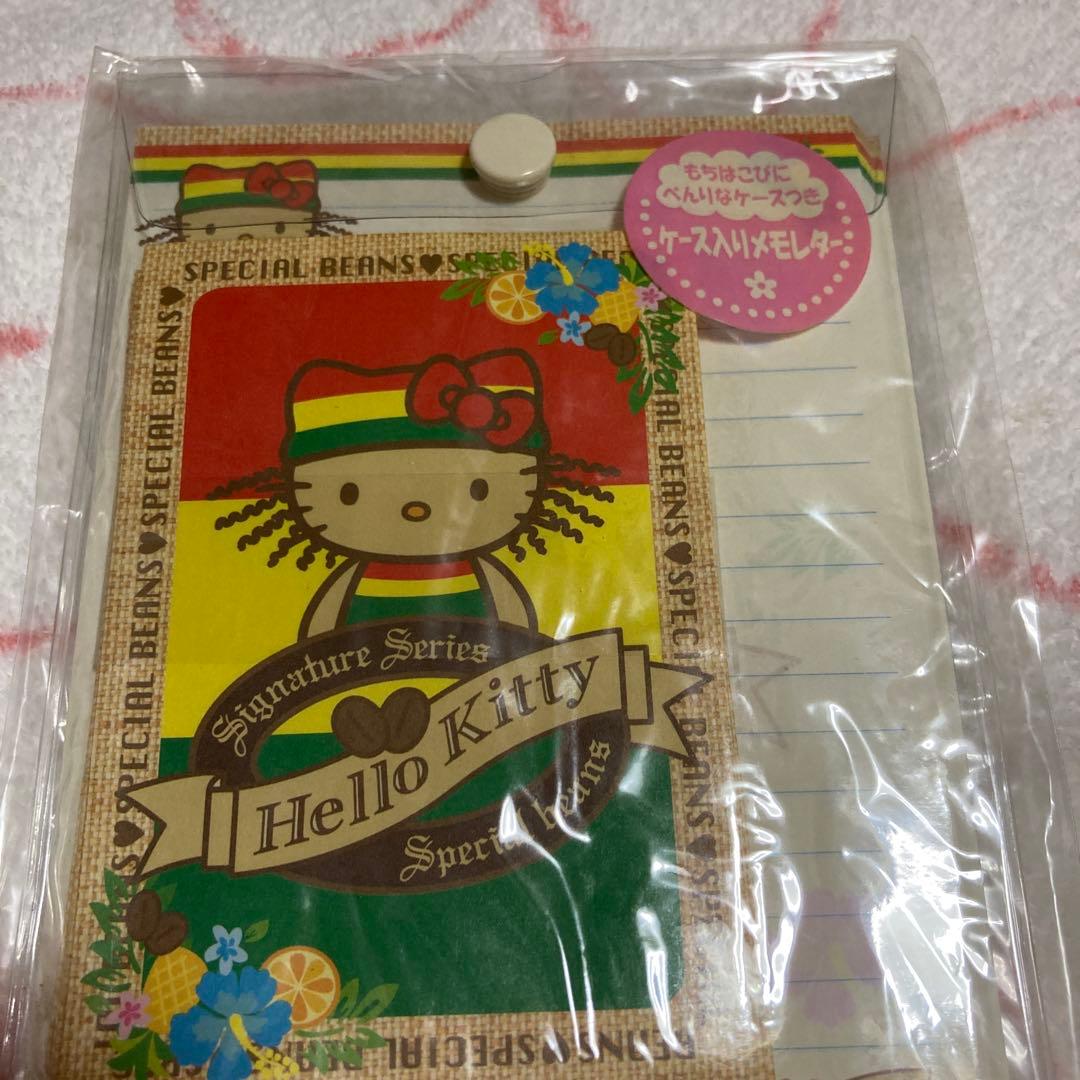 もちはこびに
べんりなケースつき
ケース入りメモレター
SPECIAL BEANS♥
SPECIAL BEANS♥SPECIAL BEANS♥
BEANS♥SPECIAL
Signature Series
Hello Kitty
Special beans
BEANS♥SPECIAL